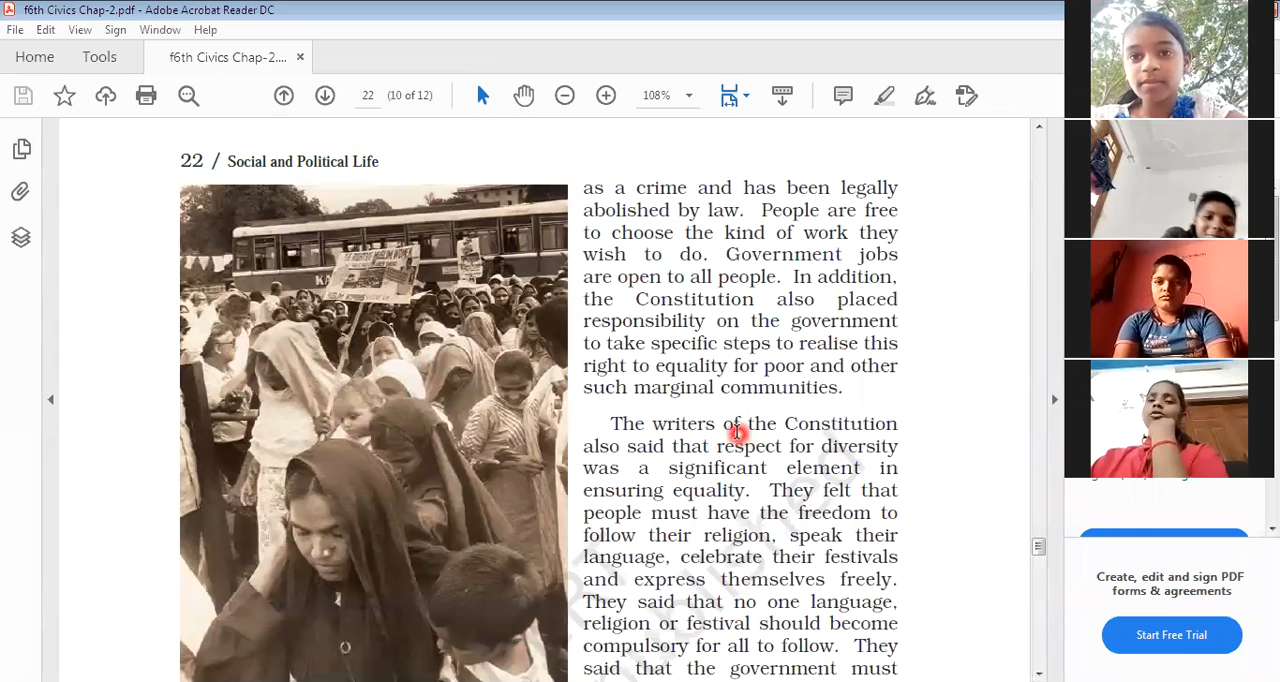 f6th Civics Chap-2.pdf - Adobe Acrobat Reader DC
File Edit View Sign Window Help
Home Tools f6th Civics Chap-2.... ×
22 (10 of 12) 108%
22 / Social and Political Life
as a crime and has been legally
abolished by law. People are free
to choose the kind of work they
wish to do. Government jobs
are open to all people. In addition,
the Constitution also placed
responsibility on the government
to take specific steps to realise this
right to equality for poor and other
such marginal communities.
The writers of the Constitution
also said that respect for diversity
was a significant element in
ensuring equality. They felt that
people must have the freedom to
follow their religion, speak their
language, celebrate their festivals
and express themselves freely.
They said that no one language,
religion or festival should become
compulsory for all to follow. They
said that the government must
Create, edit and sign PDF
forms & agreements
Start Free Trial